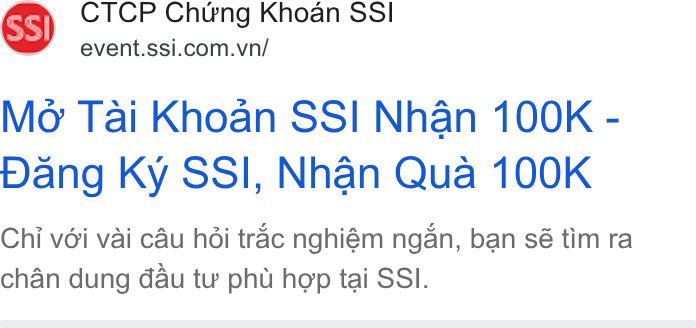 SSI
CTCP Chứng Khoán SSI
event.ssi.com.vn/
Mở Tài Khoản SSI Nhận 100K -
Đăng Ký SSI, Nhận Quà 100K
Chỉ với vài câu hỏi trắc nghiệm ngắn, bạn sẽ tìm ra
chân dung đầu tư phù hợp tại SSI.